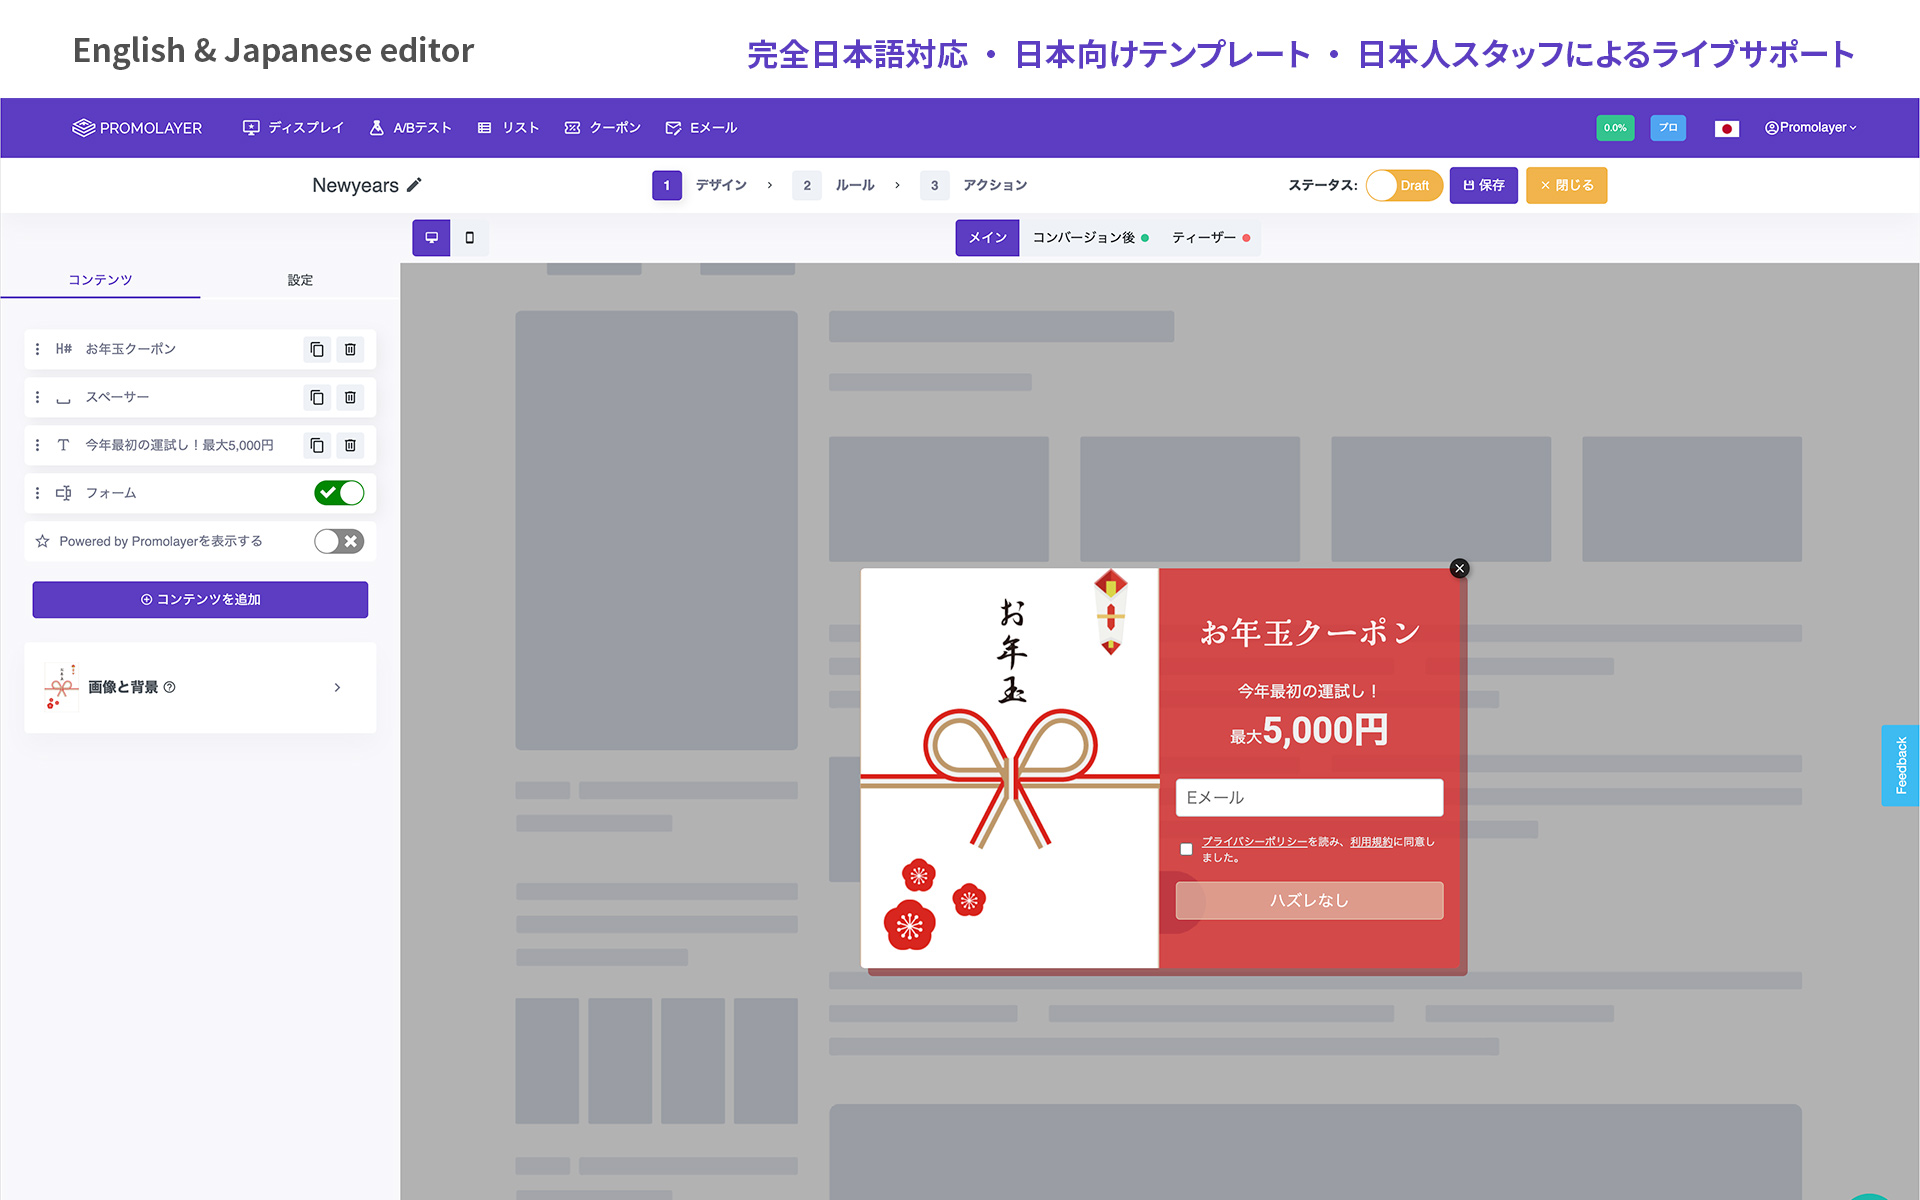 English & Japanese editor
完全日本語対応 ・ 日本向けテンプレート ・ 日本人スタッフによるライブサポート
PROMOLAYER ディスプレイ A/Bテスト リスト クーポン Eメール 0.0% プロ Promolayer
Newyears 1 デザイン 2 ルール 3 アクション ステータス: Draft 保存 × 閉じる
メイン コンバージョン後 ティーザー
コンテンツ 設定
H# お年玉クーポン
スペーサー
T 今年最初の運試し！最大5,000円
フォーム
Powered by Promolayerを表示する
コンテンツを追加
画像と背景
お年玉
お年玉クーポン
今年最初の運試し！
最大5,000円
Eメール
プライバシーポリシーを読み、利用規約に同意し
ました。
ハズレなし
Feedback